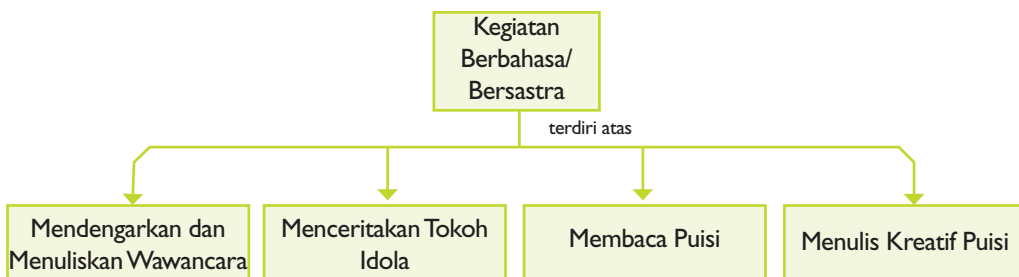 Kegiatan
Berbahasa/
Bersastra
terdiri atas
Mendengarkan dan
Menuliskan Wawancara
Menceritakan Tokoh
Idola
Membaca Puisi
Menulis Kreatif Puisi